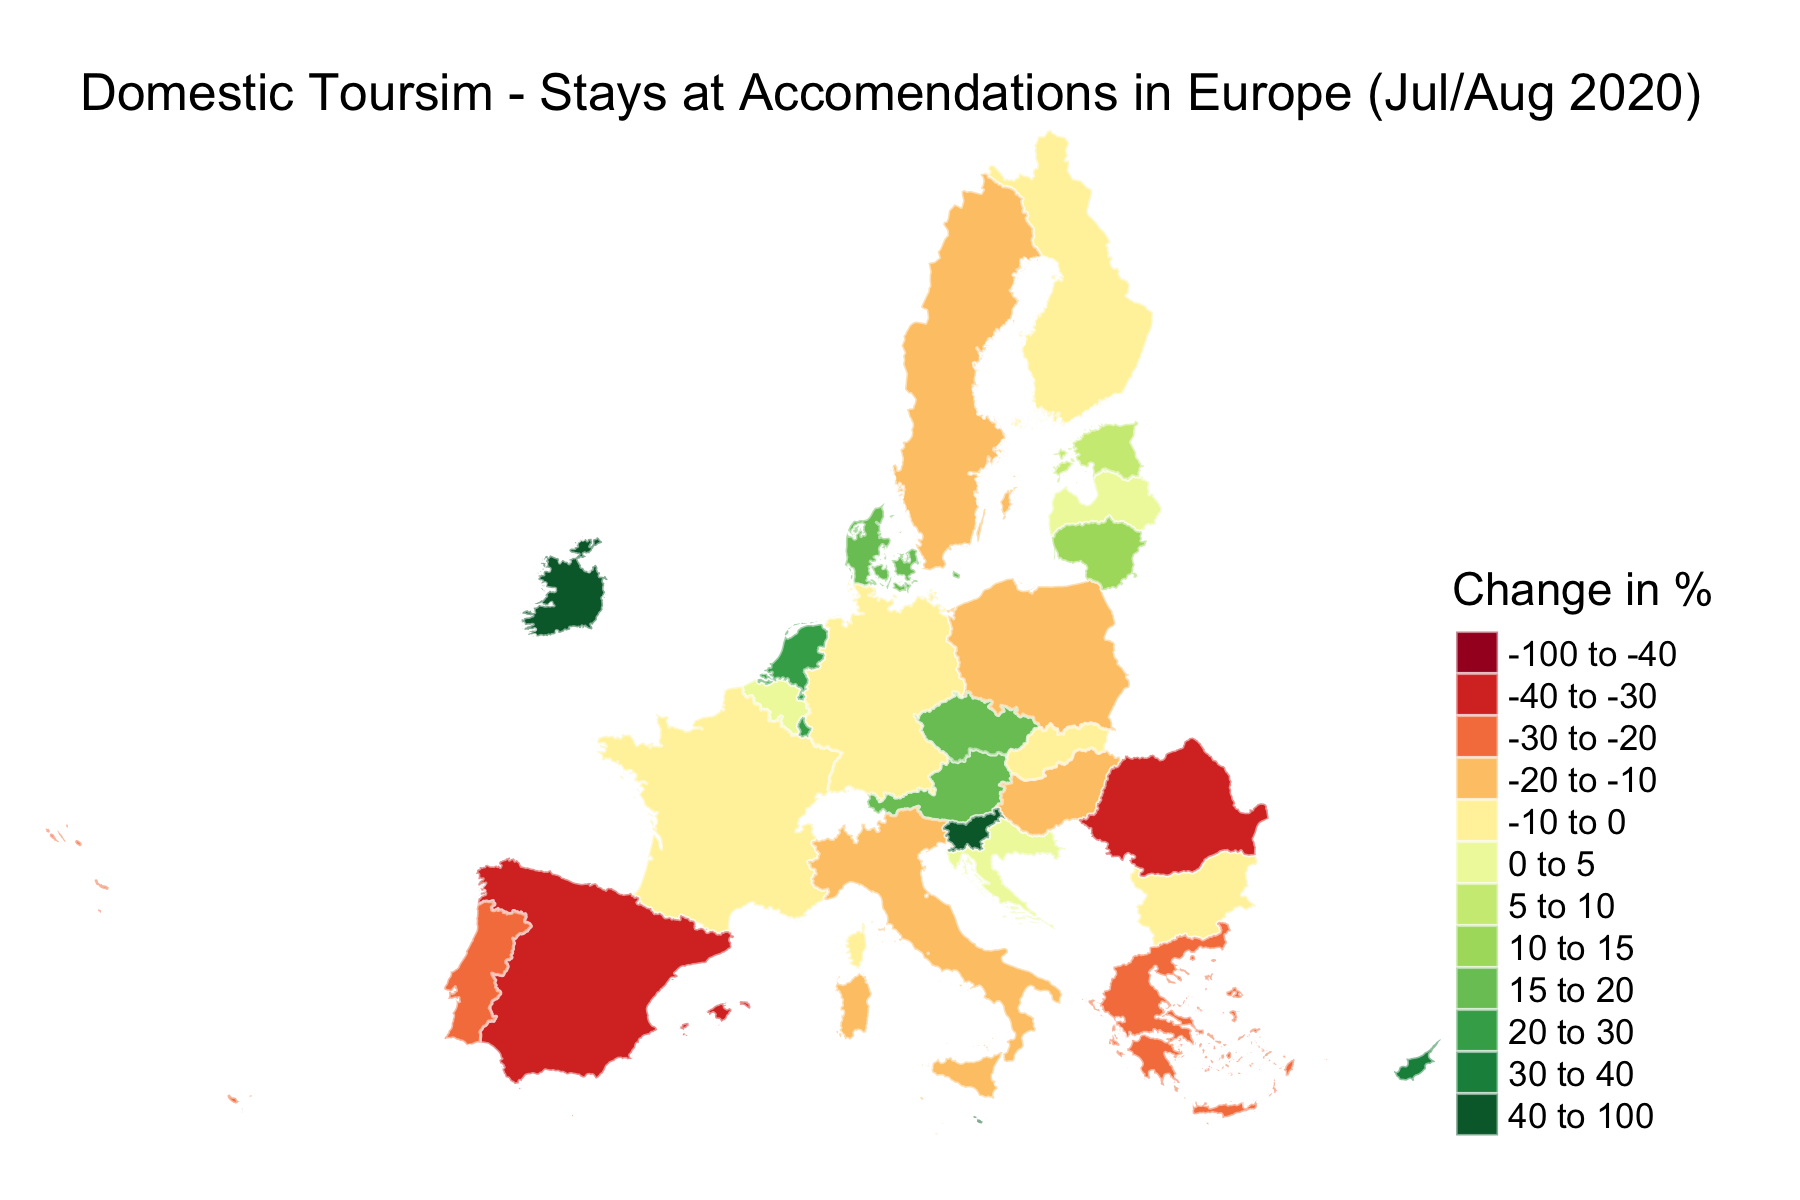 Domestic Toursim - Stays at Accomendations in Europe (Jul/Aug 2020)
Change in %
-100 to -40
-40 to -30
-30 to -20
-20 to -10
-10 to 0
0 to 5
5 to 10
10 to 15
15 to 20
20 to 30
30 to 40
40 to 100